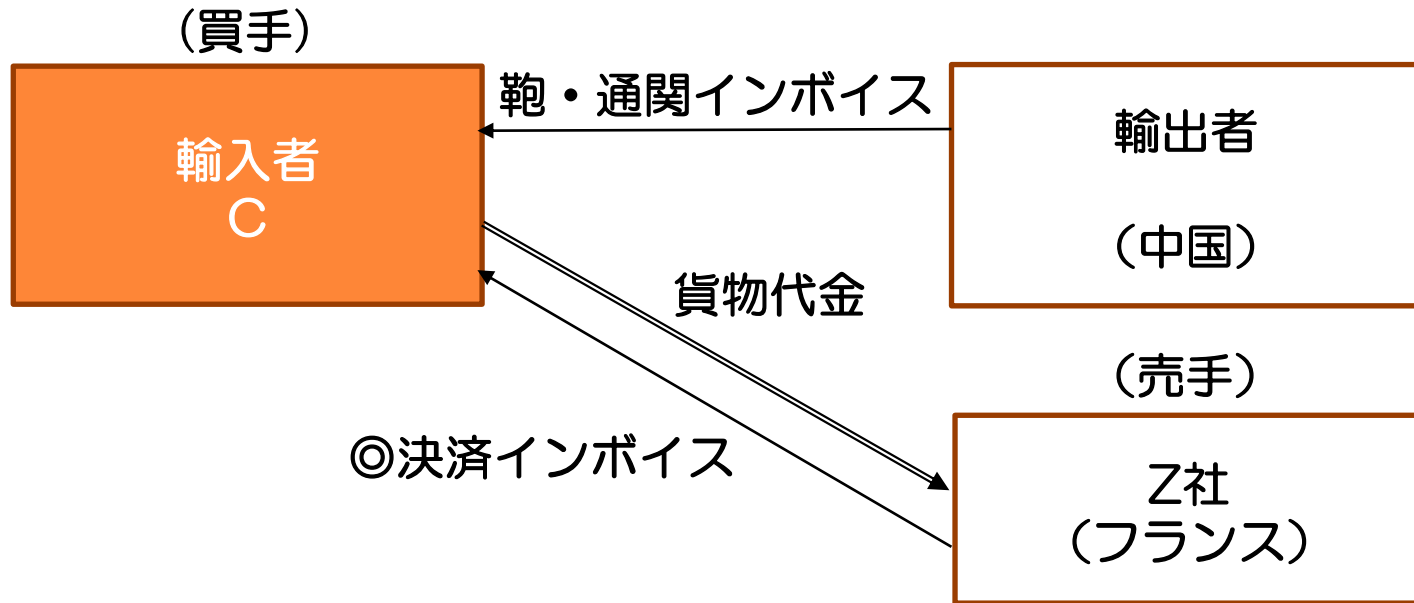 （買手）
輸入者
C
鞄・通関インボイス
輸出者
（中国）
貨物代金
◎決済インボイス
（売手）
Z社
（フランス）